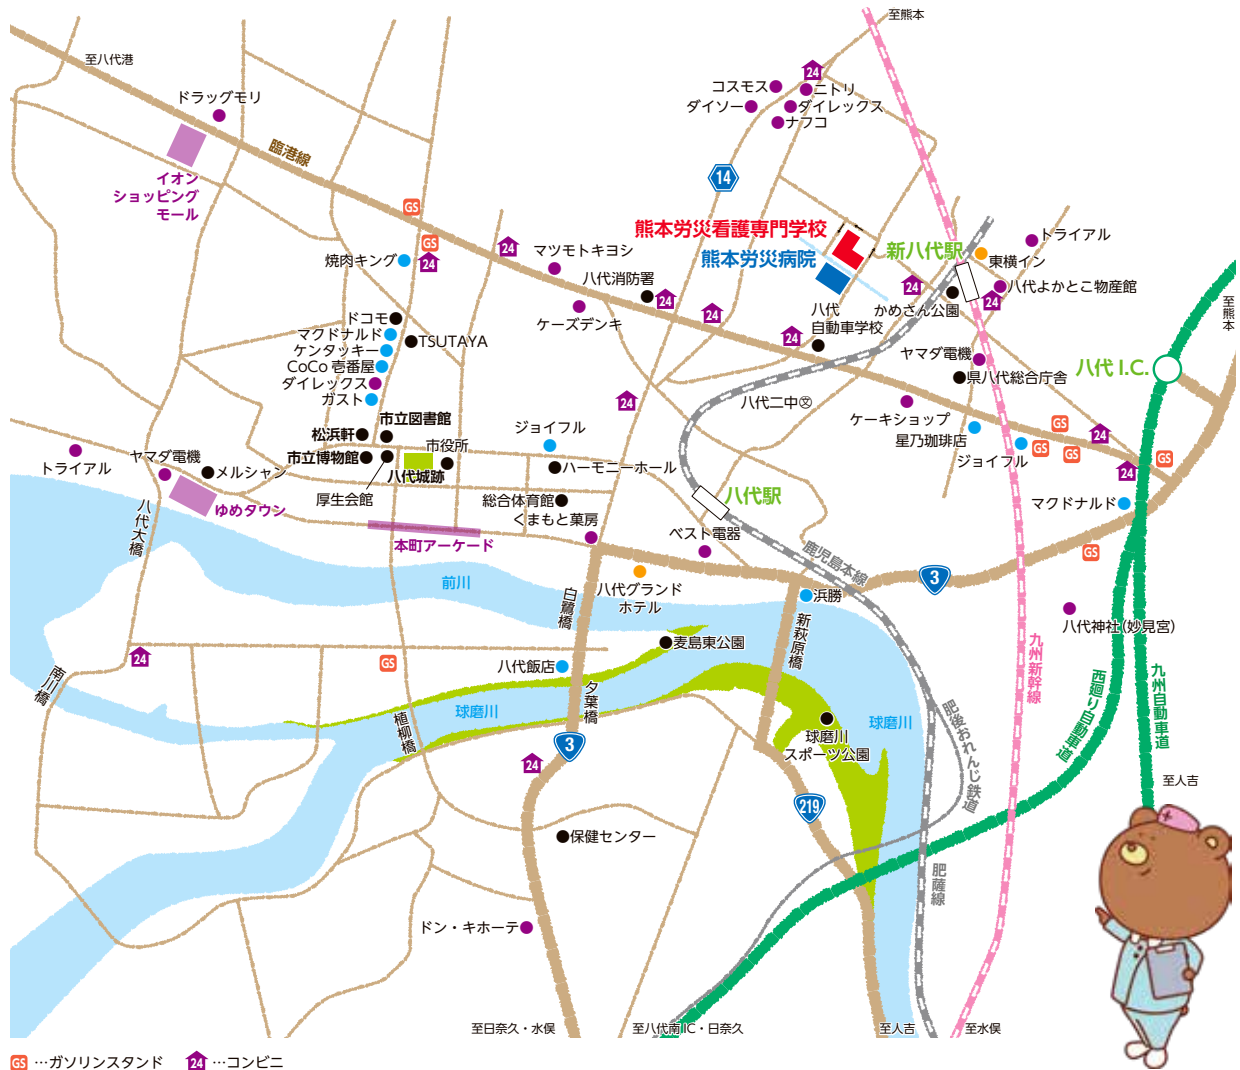 至熊本
至八代港
コスモス
24
ニトリ
ダイソー
ダイレックス
ナフコ
ドラッグモリ
臨港線
14
イオン
ショッピング
モール
GS
GS
24
焼肉キング
24
マツモトキヨシ
八代消防署
24
ケーズデンキ
24
熊本労災看護専門学校
熊本労災病院
新八代駅
トライアル
東横イン
24
八代よかとこ物産館
24
かめさん公園
至熊本
八代
自動車学校
24
ドコモ
マクドナルド
TSUTAYA
ケンタッキー
CoCo 壱番屋
ダイレックス
ガスト
ヤマダ電機
県八代総合庁舎
八代 I.C.
24
八代二中㊛
ケーキショップ
星乃珈琲店
ジョイフル
GS
GS
GS
24
24
GS
市立図書館
松浜軒
市役所
市立博物館
八代城跡
厚生会館
ジョイフル
ハーモニーホール
総合体育館
くまもと菓房
トライアル
ヤマダ電機
メルシャン
ゆめタウン
八代大橋
本町アーケード
八代駅
ベスト電器
マクドナルド
鹿児島本線
3
GS
前川
八代グランド
ホテル
白鷺橋
浜勝
新萩原橋
八代神社(妙見宮)
九州新幹線
麦島東公園
24
GS
八代飯店
夕葉橋
南川橋
植柳橋
球磨川
球磨川
球磨川
スポーツ公園
肥後おれんじ鉄道
西廻り自動車道
九州自動車道
3
24
219
至人吉
保健センター
肥薩線
ドン・キホーテ
至日奈久・水俣
至八代南IC・日奈久
至人吉
至水俣
GS …ガソリンスタンド
24 …コンビニ